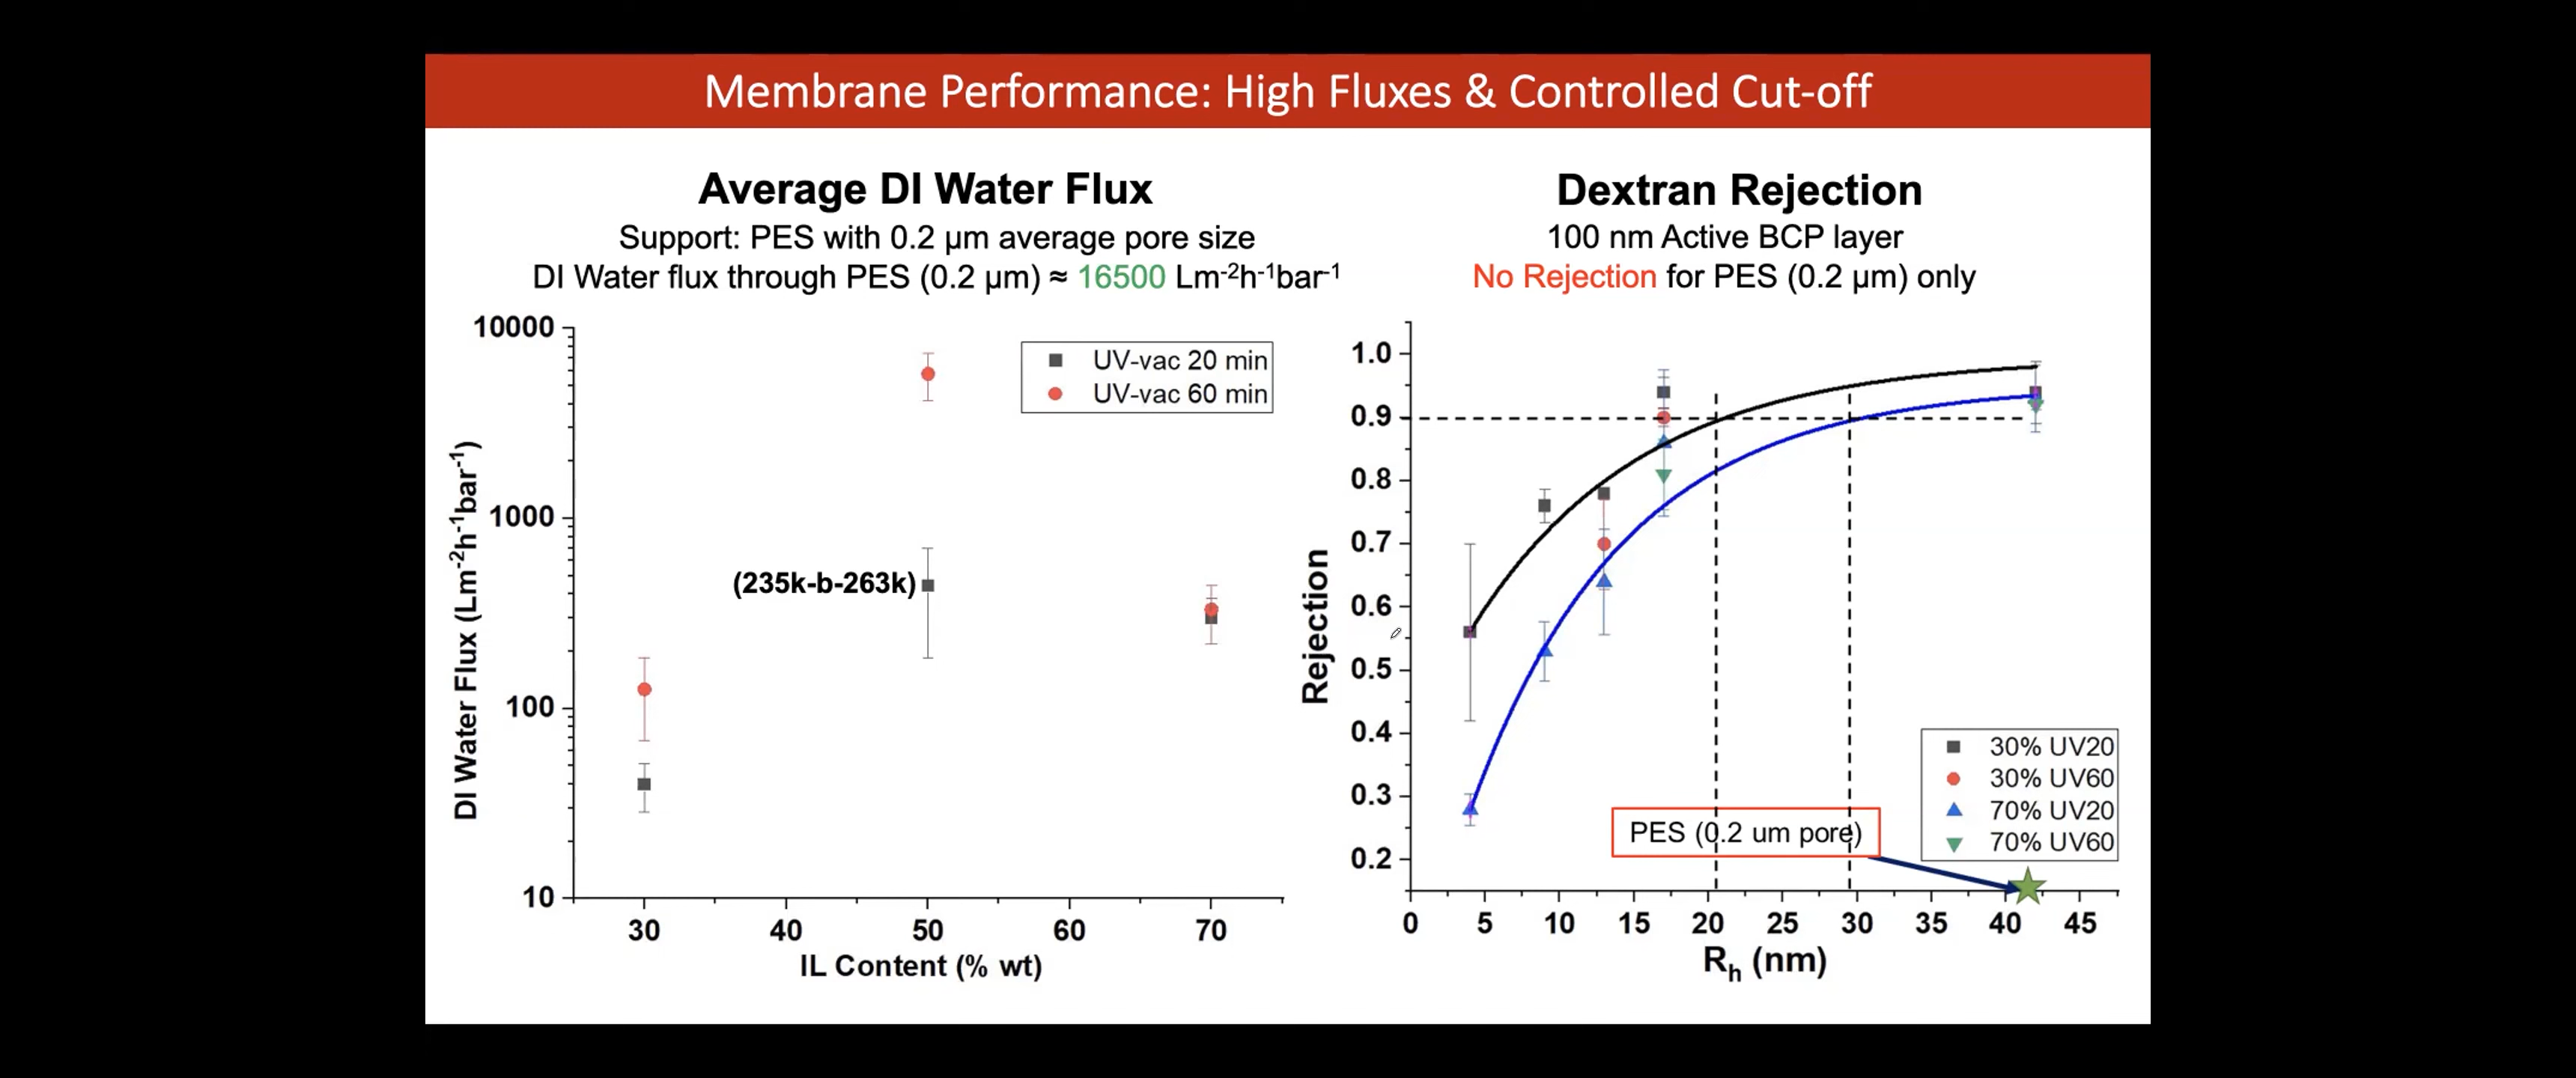 Membrane Performance: High Fluxes & Controlled Cut-off
Average DI Water Flux
Support: PES with 0.2 µm average pore size
DI Water flux through PES (0.2 µm) ≈ 16500 Lm⁻²h⁻¹bar⁻¹
10000
1000
100
10
DI Water Flux (Lm⁻²h⁻¹bar⁻¹)
UV-vac 20 min
UV-vac 60 min
(235k-b-263k)
30 40 50 60 70
IL Content (% wt)
Dextran Rejection
100 nm Active BCP layer
No Rejection for PES (0.2 µm) only
1.0
0.9
0.8
0.7
0.6
0.5
0.4
0.3
0.2
Rejection
30% UV20
30% UV60
70% UV20
70% UV60
PES (0.2 um pore)
0 5 10 15 20 25 30 35 40 45
Rₕ (nm)